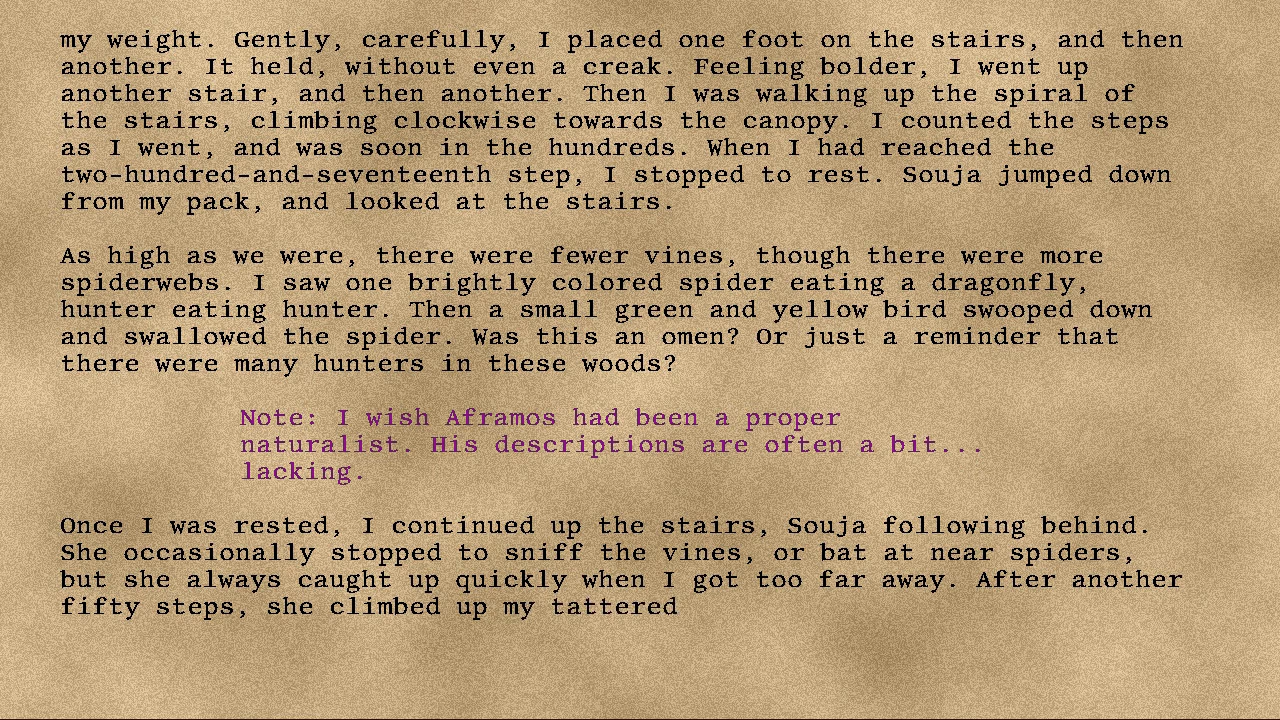 my weight. Gently, carefully, I placed one foot on the stairs, and then
another. It held, without even a creak. Feeling bolder, I went up
another stair, and then another. Then I was walking up the spiral of
the stairs, climbing clockwise towards the canopy. I counted the steps
as I went, and was soon in the hundreds. When I had reached the
two-hundred-and-seventeenth step, I stopped to rest. Souja jumped down
from my pack, and looked at the stairs.
As high as we were, there were fewer vines, though there were more
spiderwebs. I saw one brightly colored spider eating a dragonfly,
hunter eating hunter. Then a small green and yellow bird swooped down
and swallowed the spider. Was this an omen? Or just a reminder that
there were many hunters in these woods?
Note: I wish Aframos had been a proper
naturalist. His descriptions are often a bit...
lacking.
Once I was rested, I continued up the stairs, Souja following behind.
She occasionally stopped to sniff the vines, or bat at near spiders,
but she always caught up quickly when I got too far away. After another
fifty steps, she climbed up my tattered